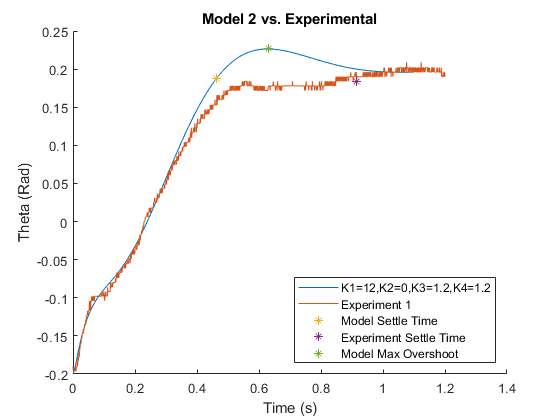 Model 2 vs. Experimental
0.25
0.2
0.15
0.1
0.05
0
-0.05
-0.1
-0.15
-0.2
Theta (Rad)
K1=12,K2=0,K3=1.2,K4=1.2
Experiment 1
Model Settle Time
Experiment Settle Time
Model Max Overshoot
0 0.2 0.4 0.6 0.8 1 1.2 1.4
Time (s)